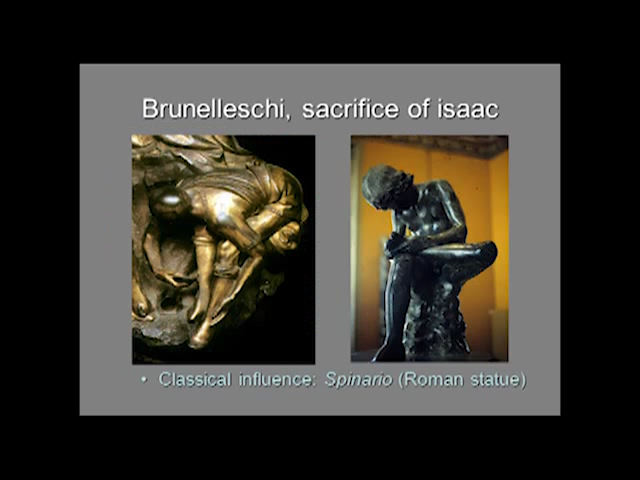 Brunelleschi, sacrifice of isaac
• Classical influence: Spinario (Roman statue)